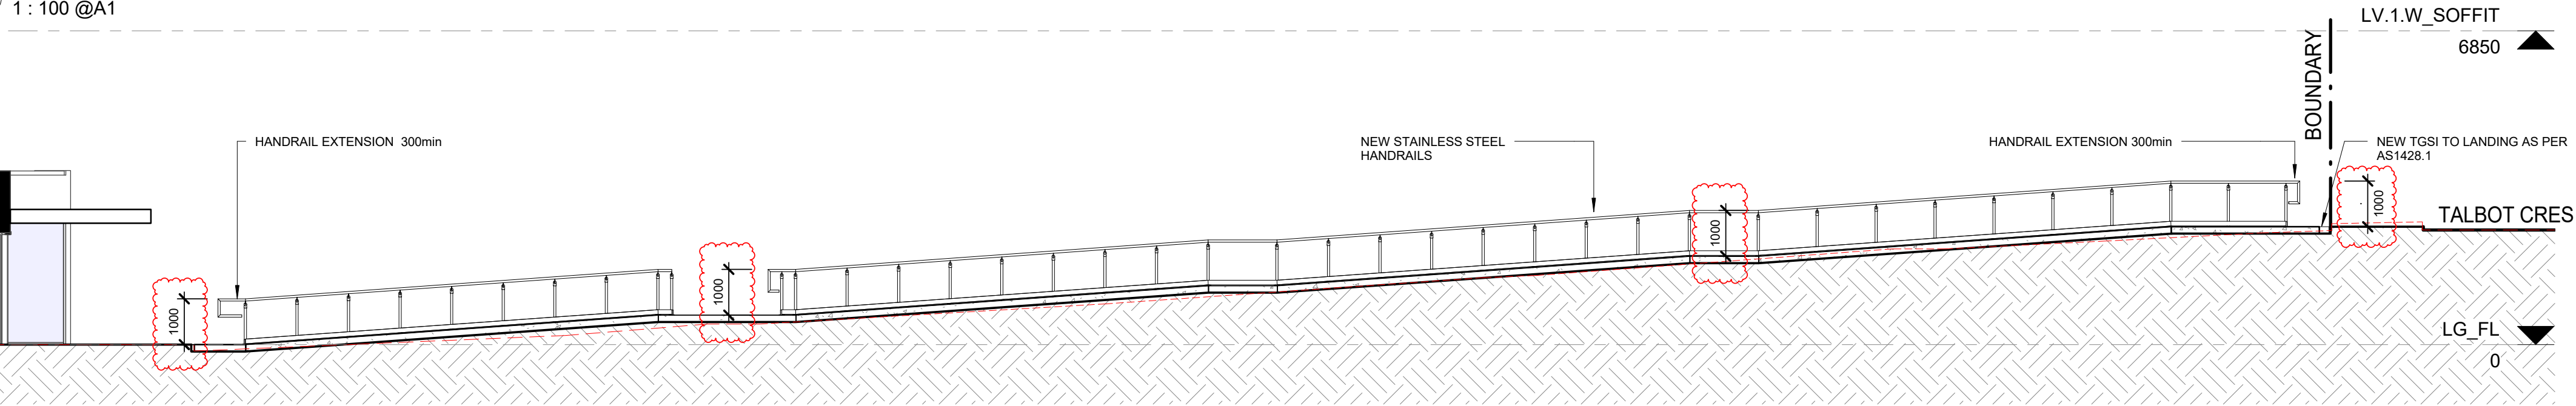 1 : 100 @A1
LV.1.W_SOFFIT
6850
BOUNDARY
HANDRAIL EXTENSION 300min
NEW STAINLESS STEEL
HANDRAILS
HANDRAIL EXTENSION 300min
NEW TGSI TO LANDING AS PER
AS1428.1
1000
1000
1000
1000
TALBOT CRES
LG_FL
0